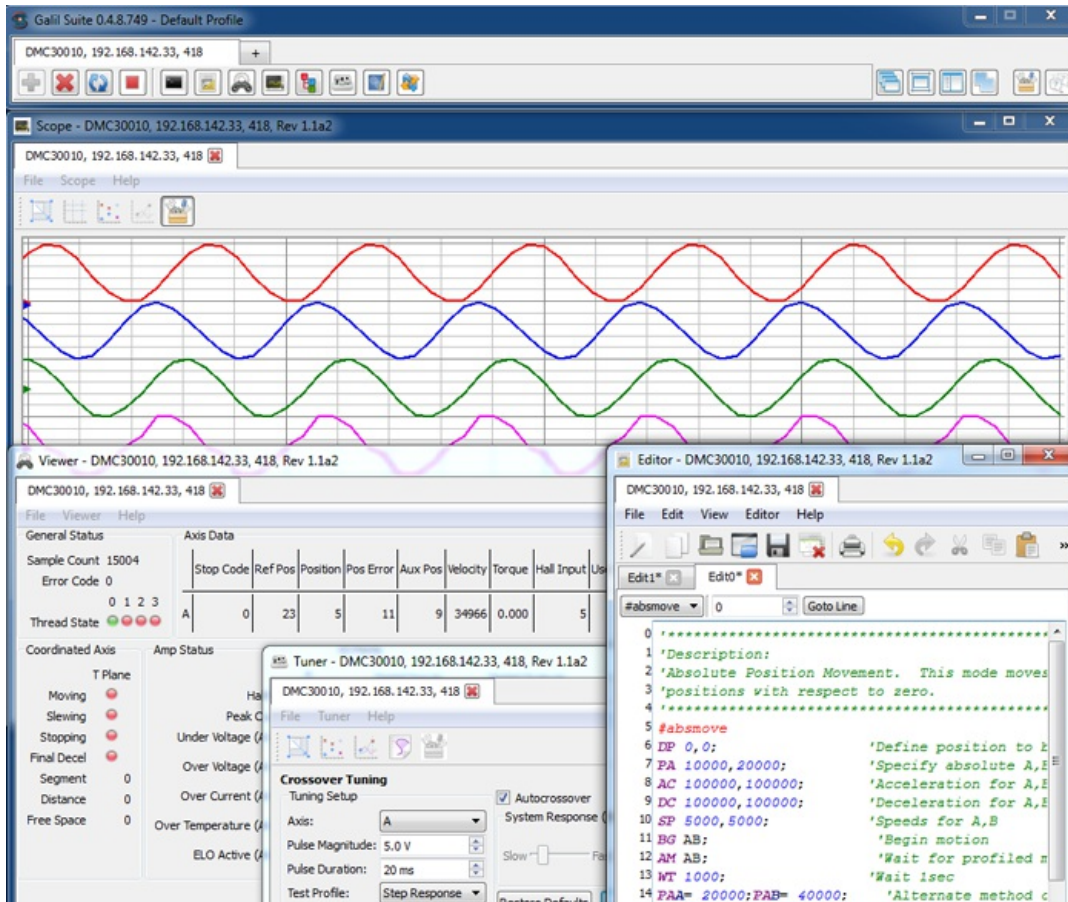 Galil Suite 0.4.8.749 - Default Profile
DMC30010, 192.168.142.33, 418
+
Scope - DMC30010, 192.168.142.33, 418, Rev 1.1a2
DMC30010, 192.168.142.33, 418
File Scope Help
Viewer - DMC30010, 192.168.142.33, 418, Rev 1.1a2
DMC30010, 192.168.142.33, 418
File Viewer Help
General Status
Axis Data
Sample Count 15004
Error Code 0
0 1 2 3
Thread State
Stop Code Ref Pos Position Pos Error Aux Pos Velocity Torque Hall Input
A 0 23 5 11 9 34966 0.000 5
Coordinated Axis
T Plane
Moving
Slewing
Stopping
Final Decel
Segment 0
Distance 0
Free Space 0
Amp Status
Ha
Peak C
Under Voltage (A
Over Voltage (A
Over Current (A
Over Temperature (A
ELO Active (A
Tuner - DMC30010, 192.168.142.33, 418, Rev 1.1a2
DMC30010, 192.168.142.33, 418
File Tuner Help
Crossover Tuning
Tuning Setup
Axis: A
Pulse Magnitude: 5.0 V
Pulse Duration: 20 ms
Test Profile: Step Response
Autocrossover
System Response (
Slow Fa
Restore Defaults
Editor - DMC30010, 192.168.142.33, 418, Rev 1.1a2
DMC30010, 192.168.142.33, 418
File Edit View Editor Help
»
Edit1* Edit0*
#absmove 0 Goto Line
0 '********************************************
1 'Description:
2 'Absolute Position Movement. This mode moves
3 'positions with respect to zero.
4 '********************************************
5 #absmove
6 DP 0,0; 'Define position to b
7 PA 10000,20000; 'Specify absolute A,B
8 AC 100000,100000; 'Acceleration for A,B
9 DC 100000,100000; 'Deceleration for A,B
10 SP 5000,5000; 'Speeds for A,B
11 BG AB; 'Begin motion
12 AM AB; 'Wait for profiled m
13 WT 1000; 'Wait 1sec
14 PAA= 20000;PAB= 40000; 'Alternate method o